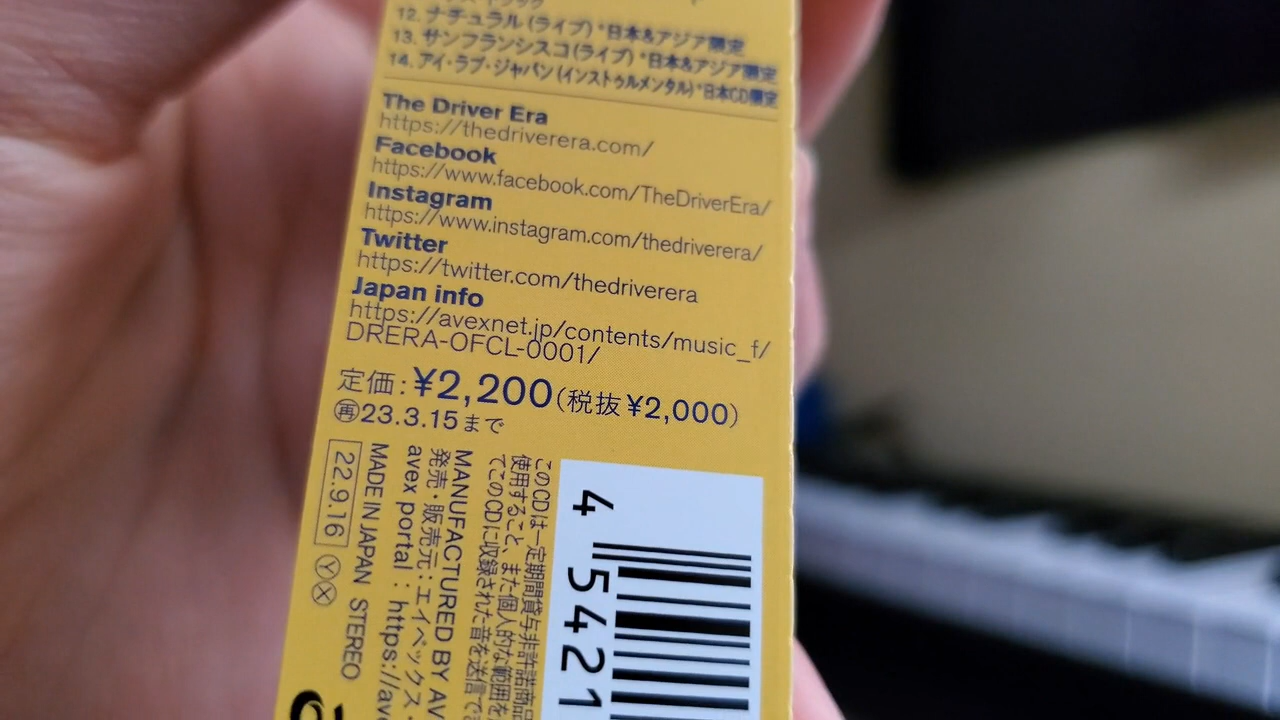 12. ナチュラル (ライブ) *日本&アジア限定
13. サンフランシスコ(ライブ) *日本&アジア限定
14. アイ・ラブ・ジャパン(インストゥルメンタル) *日本CD限定
The Driver Era
https://thedriverera.com/
Facebook
https://www.facebook.com/TheDriverEra/
Instagram
https://www.instagram.com/thedriverera/
Twitter
https://twitter.com/thedriverera
Japan info
https://avexnet.jp/contents/music_f/
DRERA-OFCL-0001/
定価:¥2,200(税抜¥2,000)
㊢23.3.15まで
このCDは一定期間貸与非許諾商品
使用すること、また個人的な範囲を
てこのCDに収録された音を送信で
MANUFACTURED BY AV
発売・販売元:エイベックス・
avex portal : https://av
MADE IN JAPAN STEREO
22.9.16 ⓎⓍ
4 5421
a